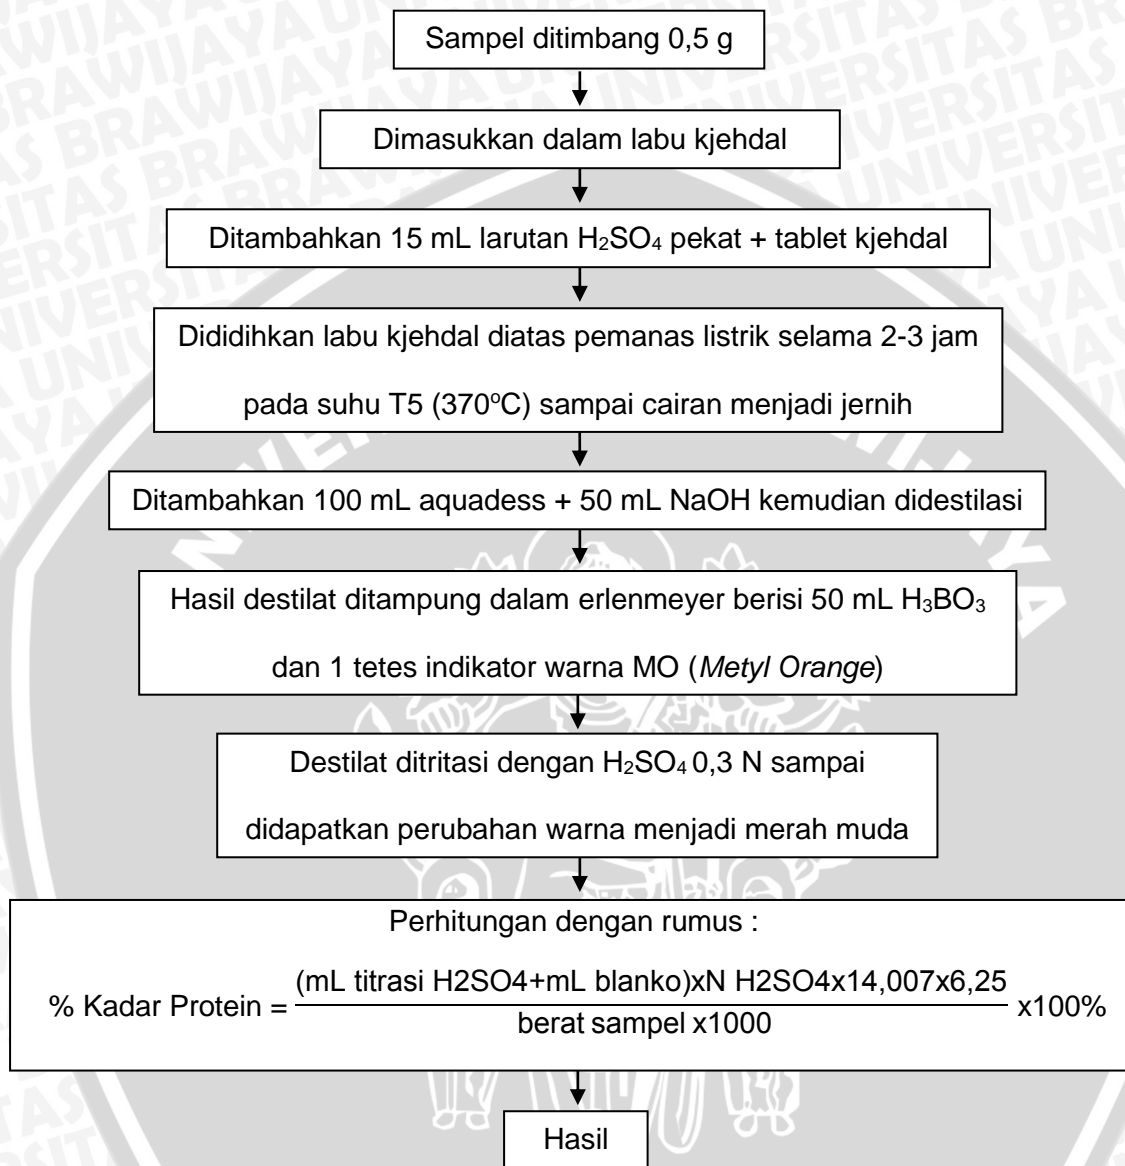 Sampel ditimbang 0,5 g
Dimasukkan dalam labu kjehdal
Ditambahkan 15 mL larutan H₂SO₄ pekat + tablet kjehdal
Dididihkan labu kjehdal diatas pemanas listrik selama 2-3 jam
pada suhu T5 (370°C) sampai cairan menjadi jernih
Ditambahkan 100 mL aquadess + 50 mL NaOH kemudian didestilasi
Hasil destilat ditampung dalam erlenmeyer berisi 50 mL H₃BO₃
dan 1 tetes indikator warna MO (Metyl Orange)
Destilat ditritasi dengan H₂SO₄ 0,3 N sampai
didapatkan perubahan warna menjadi merah muda
Perhitungan dengan rumus :
% Kadar Protein = (mL titrasi H2SO4+mL blanko)xN H2SO4x14,007x6,25 / berat sampel x1000 x100%
Hasil